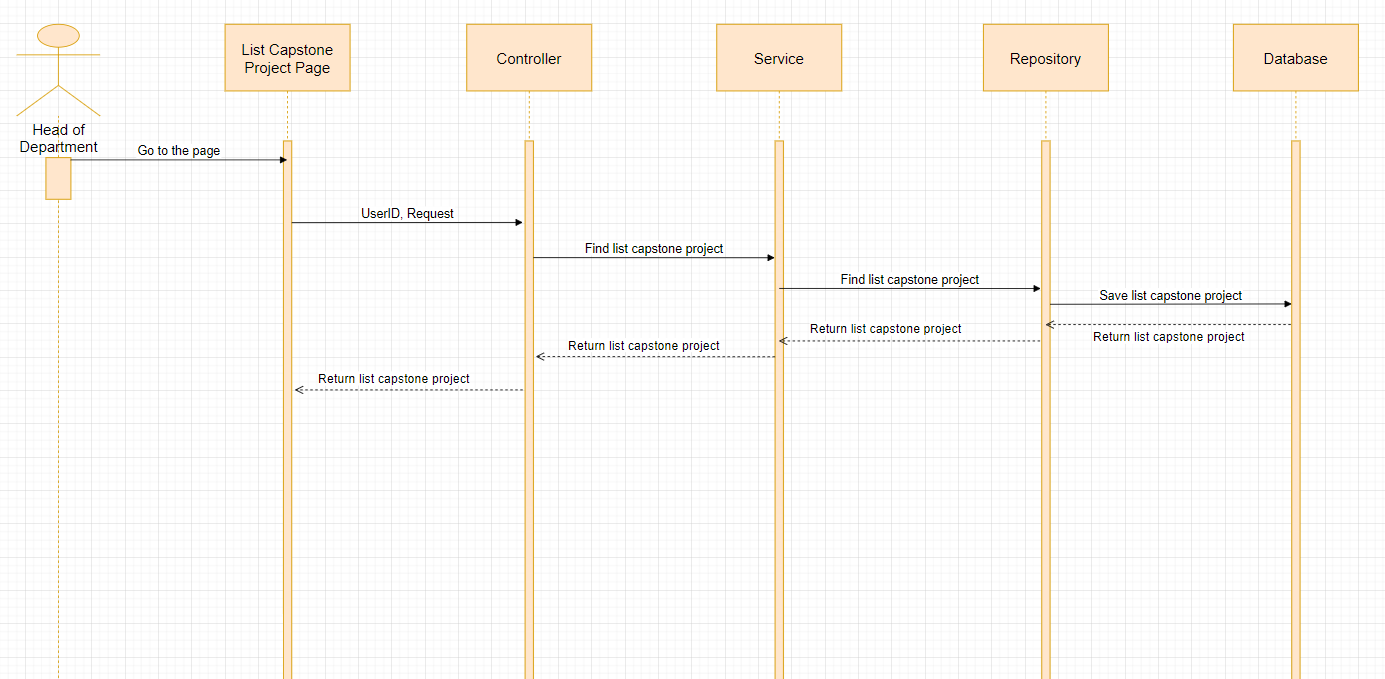 List Capstone
Project Page
Controller
Service
Repository
Database
Head of
Department
Go to the page
UserID, Request
Find list capstone project
Find list capstone project
Save list capstone project
Return list capstone project
Return list capstone project
Return list capstone project
Return list capstone project